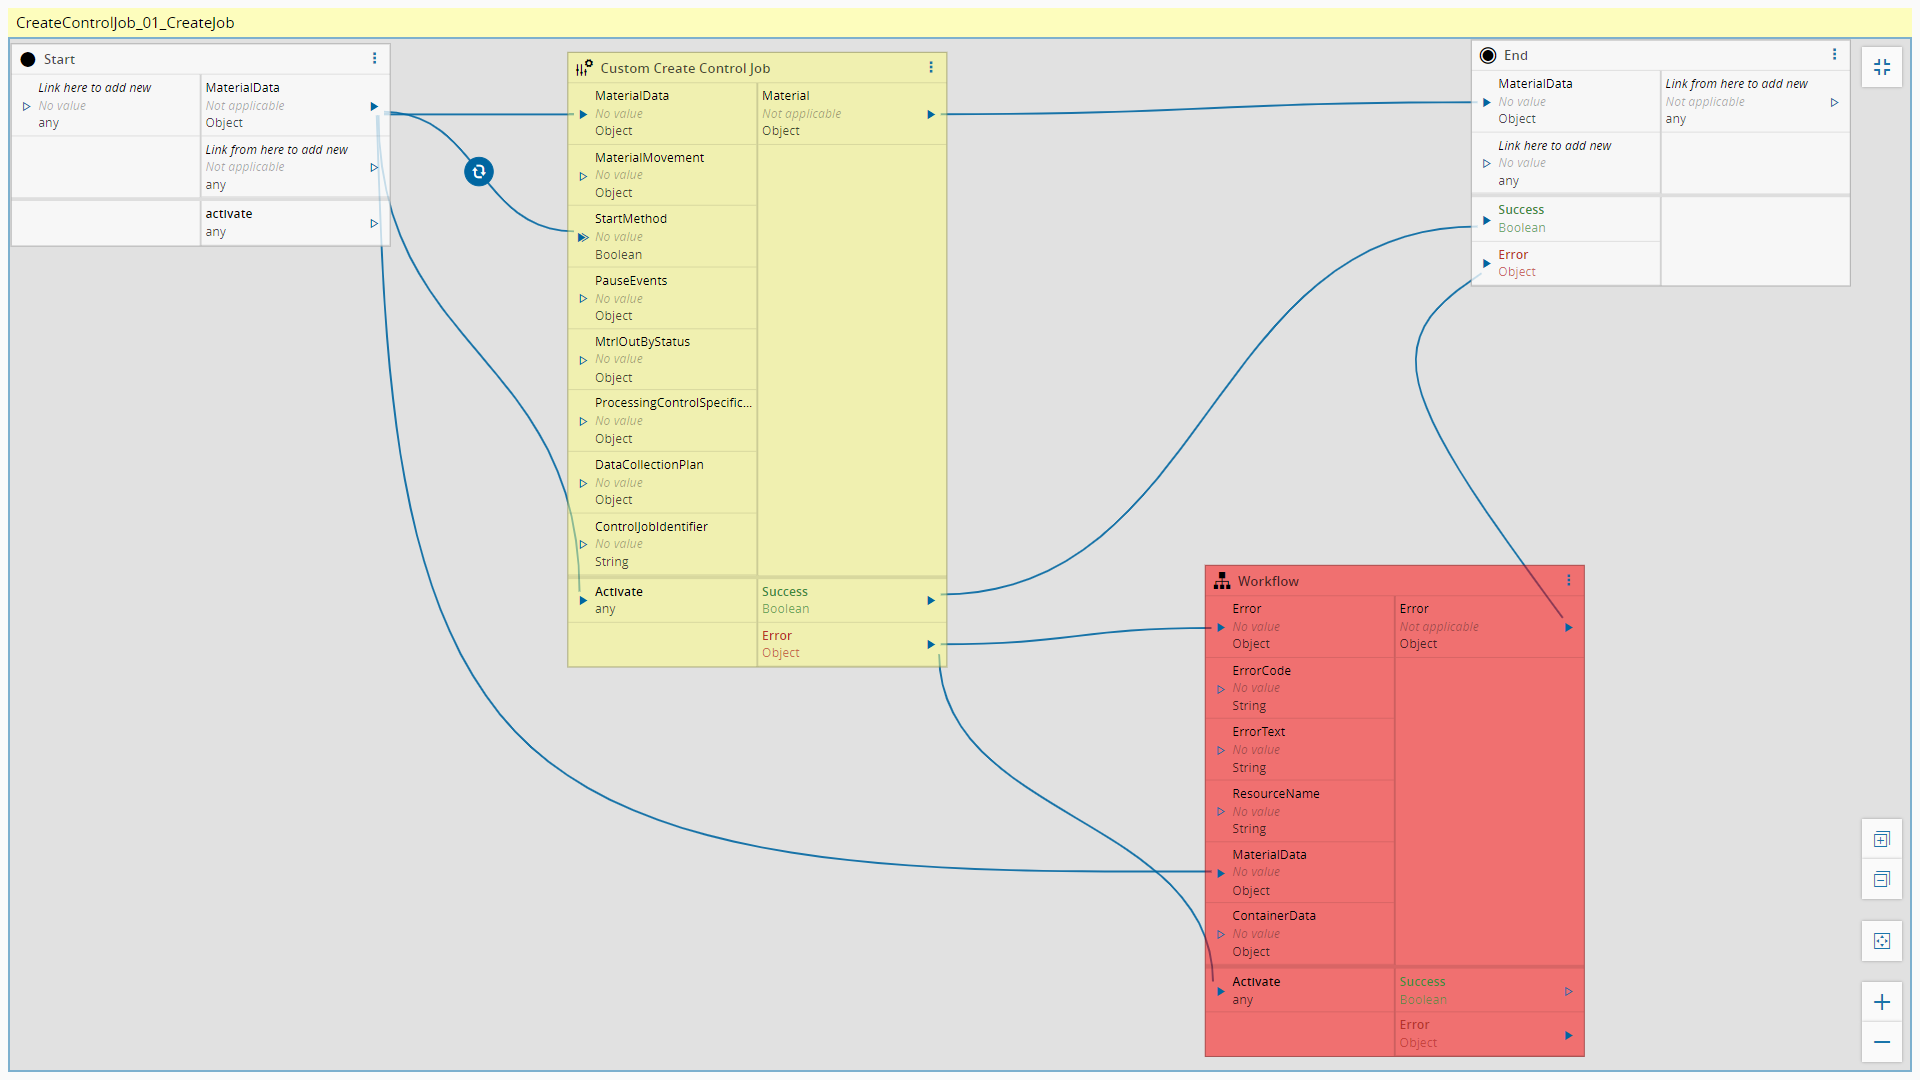 CreateControlJob_01_CreateJob
Start
Link here to add new
No value
any
MaterialData
Not applicable
Object
Link from here to add new
Not applicable
any
activate
any
Custom Create Control Job
MaterialData
No value
Object
Material
Not applicable
Object
MaterialMovement
No value
Object
StartMethod
No value
Boolean
PauseEvents
No value
Object
MtrlOutByStatus
No value
Object
ProcessingControlSpecific...
No value
Object
DataCollectionPlan
No value
Object
ControlJobIdentifier
No value
String
Activate
any
Success
Boolean
Error
Object
End
MaterialData
No value
Object
Link from here to add new
Not applicable
any
Link here to add new
No value
any
Success
Boolean
Error
Object
Workflow
Error
No value
Object
Error
Not applicable
Object
ErrorCode
No value
String
ErrorText
No value
String
ResourceName
No value
String
MaterialData
No value
Object
ContainerData
No value
Object
Activate
any
Success
Boolean
Error
Object